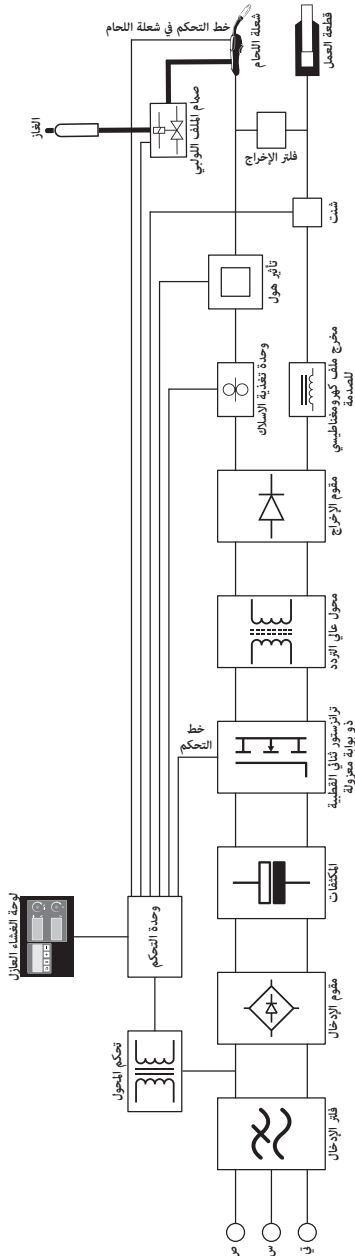 خط التحكم في شعلة اللحام
شعلة اللحام
قطعة العمل
الغاز
صمام الملف اللولبي
فلتر الإخراج
شنت
تأثير هول
وحدة تغذية الاسلاك
مخرج ملف كهرومغناطيسي
للصدمة
مقوم الإخراج
محول عالي التردد
خط
التحكم
ترانزستور ثنائي القطبية
ذو بوابة معزولة
المكثفات
لوحة الغشاء العازل
وحدة التحكم
مقوم الإدخال
تحكم المحول
فلتر الإدخال
ص
س
تي